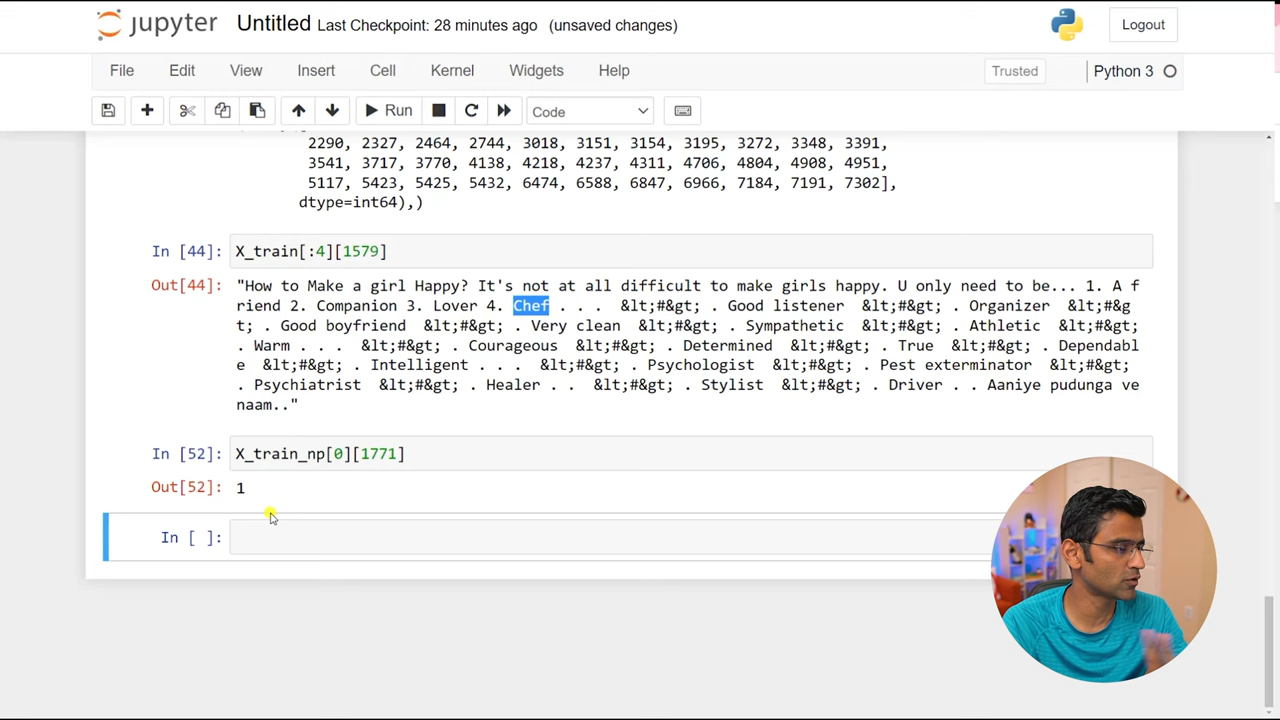 jupyter Untitled Last Checkpoint: 28 minutes ago (unsaved changes) Logout
File Edit View Insert Cell Kernel Widgets Help Trusted Python 3
Run Code
2290, 2327, 2464, 2744, 3018, 3151, 3154, 3195, 3272, 3348, 3391,
3541, 3717, 3770, 4138, 4218, 4237, 4311, 4706, 4804, 4908, 4951,
5117, 5423, 5425, 5432, 6474, 6588, 6847, 6966, 7184, 7191, 7302],
dtype=int64),)
In [44]: X_train[:4][1579]
Out[44]: "How to Make a girl Happy? It's not at all difficult to make girls happy. U only need to be... 1. A f
riend 2. Companion 3. Lover 4. Chef . . .  &lt;#&gt; . Good listener  &lt;#&gt; . Organizer  &lt;#&g
t; . Good boyfriend  &lt;#&gt; . Very clean  &lt;#&gt; . Sympathetic  &lt;#&gt; . Athletic  &lt;#&gt;
. Warm . . .  &lt;#&gt; . Courageous  &lt;#&gt; . Determined  &lt;#&gt; . True  &lt;#&gt; . Dependabl
e  &lt;#&gt; . Intelligent . . .  &lt;#&gt; . Psychologist  &lt;#&gt; . Pest exterminator  &lt;#&gt;
. Psychiatrist  &lt;#&gt; . Healer . .  &lt;#&gt; . Stylist  &lt;#&gt; . Driver . . Aaniye pudunga ve
naam.."
In [52]: X_train_np[0][1771]
Out[52]: 1
In [ ]: